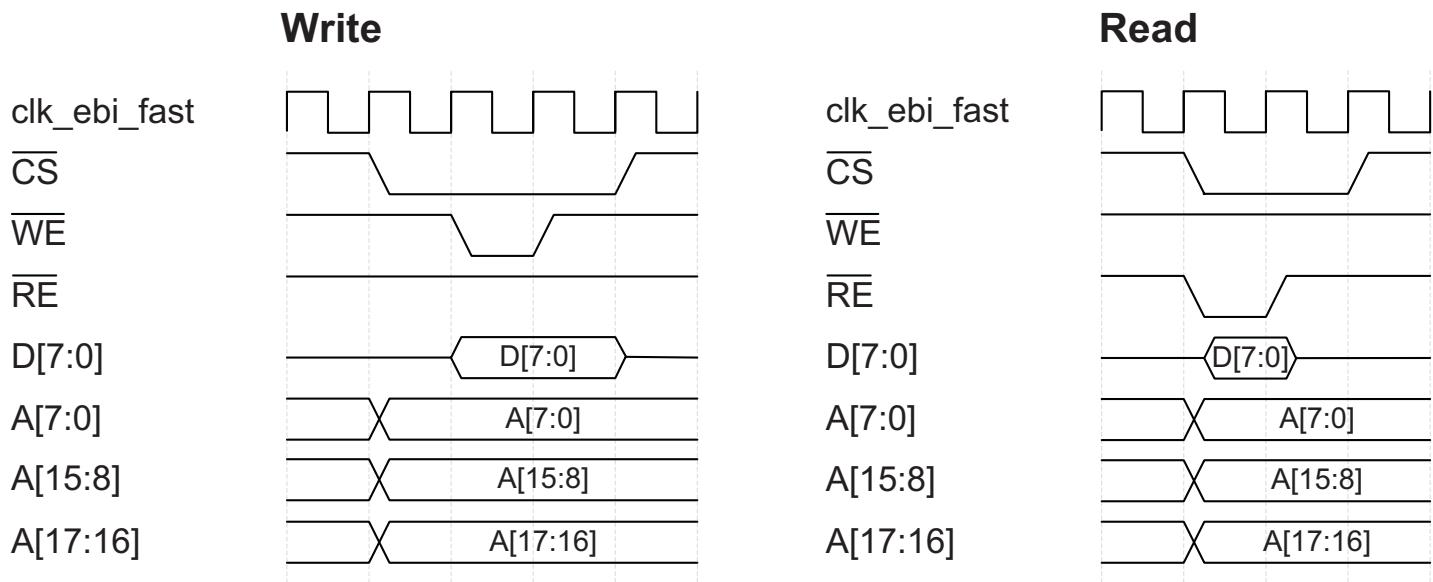 Write
clk_ebi_fast
CS
WE
RE
D[7:0] D[7:0]
A[7:0] A[7:0]
A[15:8] A[15:8]
A[17:16] A[17:16]
Read
clk_ebi_fast
CS
WE
RE
D[7:0] D[7:0]
A[7:0] A[7:0]
A[15:8] A[15:8]
A[17:16] A[17:16]